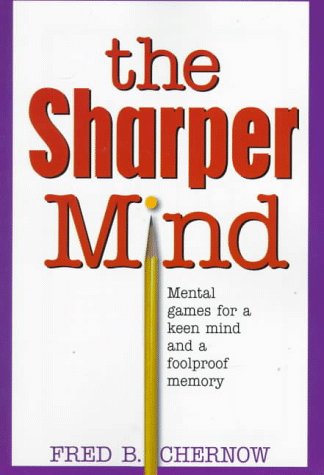 the
Sharper
Mind
Mental
games for a
keen mind
and a
foolproof
memory
FRED B. CHERNOW